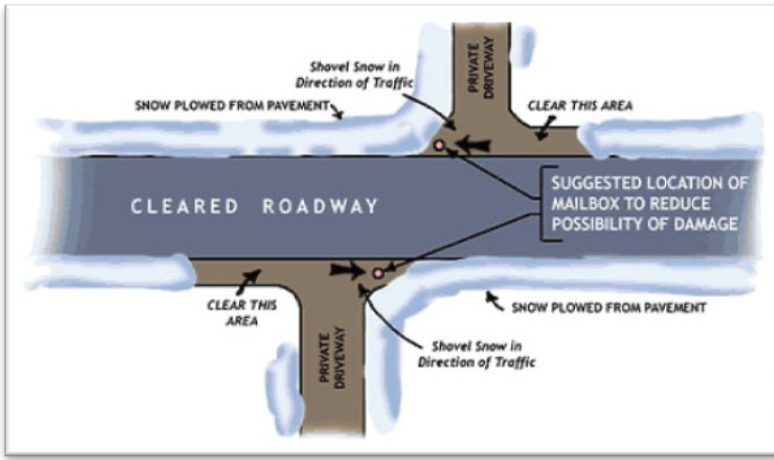 Shovel Snow in
Direction of Traffic
PRIVATE
DRIVEWAY
SNOW PLOWED FROM PAVEMENT
CLEAR THIS AREA
CLEARED ROADWAY
SUGGESTED LOCATION OF
MAILBOX TO REDUCE
POSSIBILITY OF DAMAGE
CLEAR THIS
AREA
SNOW PLOWED FROM PAVEMENT
PRIVATE
DRIVEWAY
Shovel Snow in
Direction of Traffic